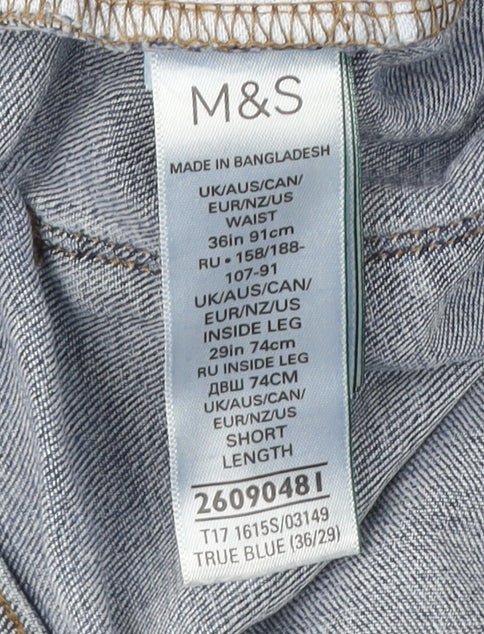 M&S
MADE IN BANGLADESH
UK/AUS/CAN/
EUR/NZ/US
WAIST
36in 91cm
RU • 158/188-
107-91
UK/AUS/CAN/
EUR/NZ/US
INSIDE LEG
29in 74cm
RU INSIDE LEG
ДВШ 74СМ
UK/AUS/CAN/
EUR/NZ/US
SHORT
LENGTH
26090481
T17 1615S/03149
TRUE BLUE (36/29)